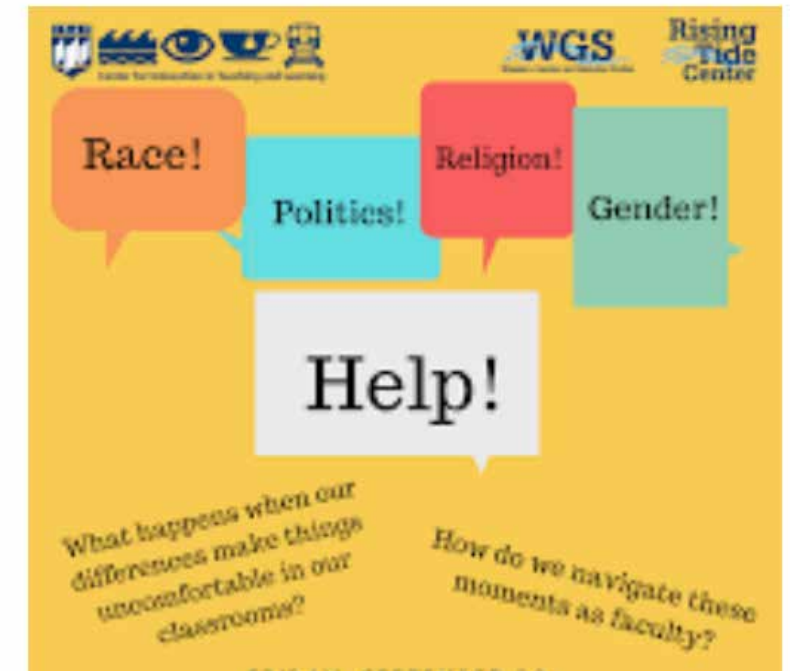 WGS
Rising
Tide
Center
Race!
Politics!
Religion!
Gender!
Help!
What happens when our
differences make things
uncomfortable in our
classrooms?
How do we navigate these
moments as faculty?